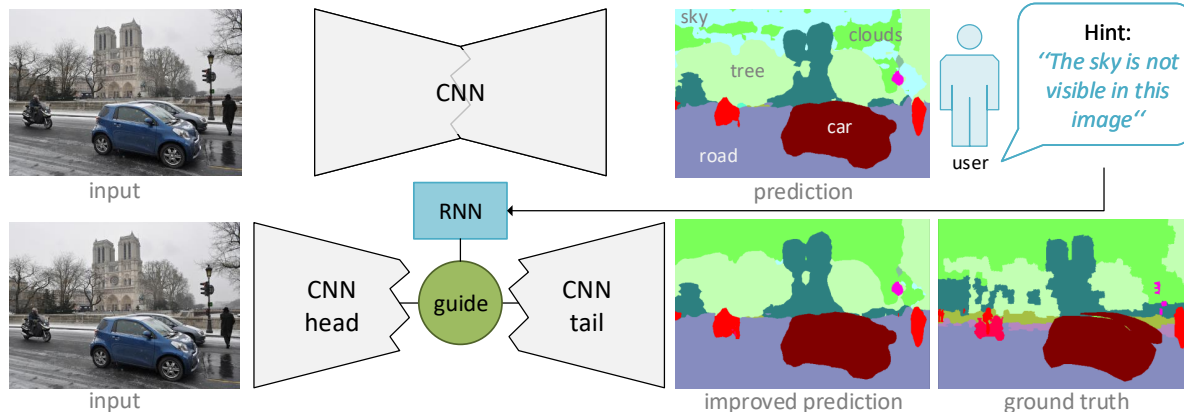 sky
clouds
tree
car
road
CNN
Hint:
“The sky is not
visible in this
image“
user
input
prediction
RNN
CNN
head
guide
CNN
tail
input
improved prediction
ground truth